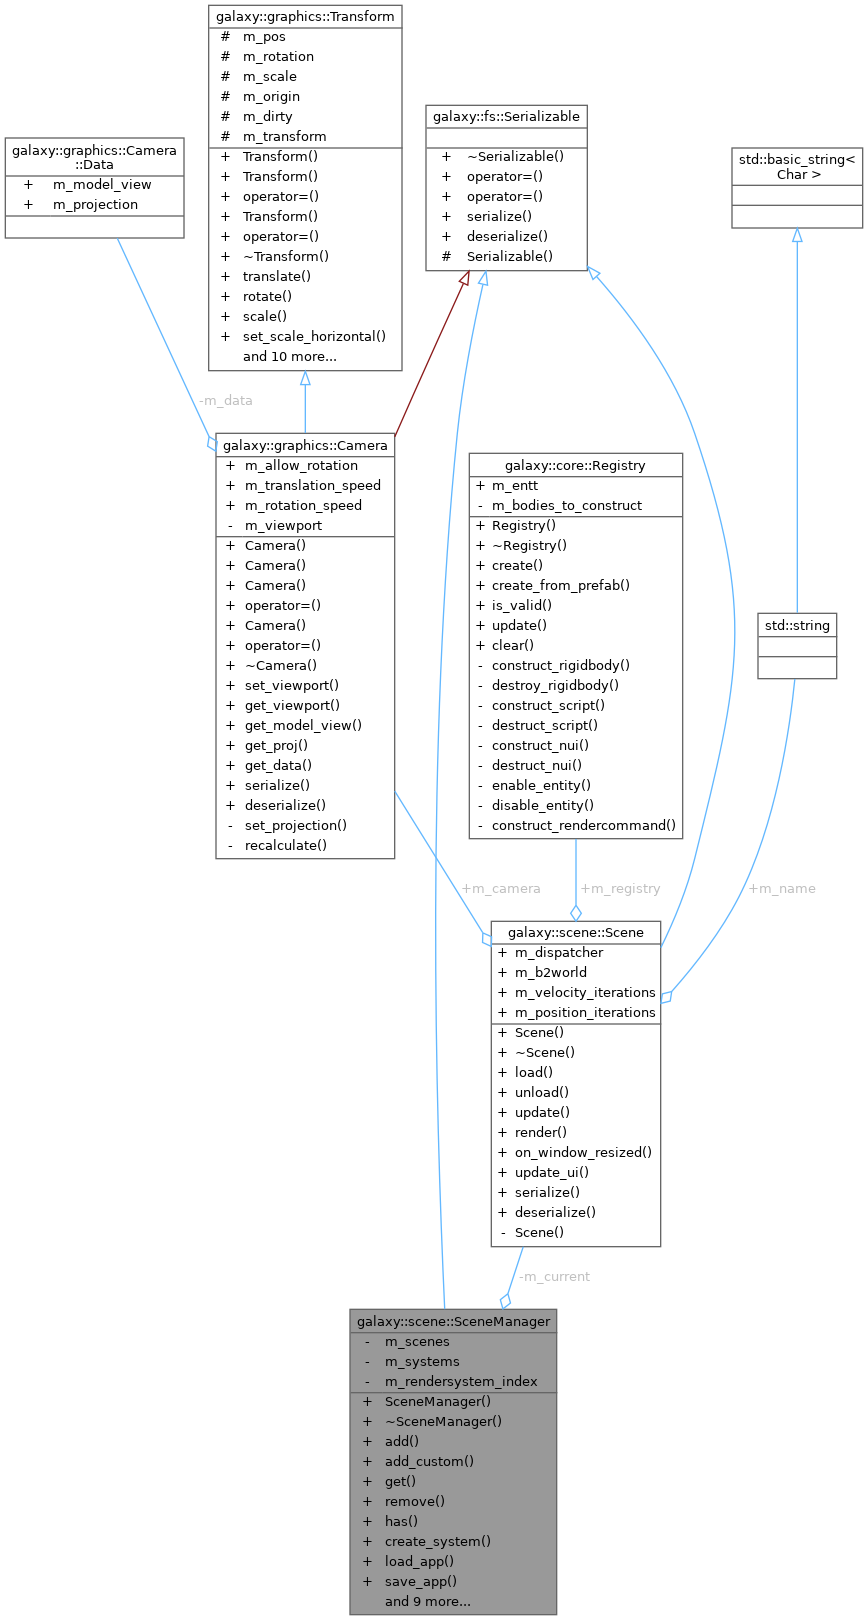 galaxy::graphics::Transform
# m_pos
# m_rotation
# m_scale
# m_origin
# m_dirty
# m_transform
+ Transform()
+ Transform()
+ operator=()
+ Transform()
+ operator=()
+ ~Transform()
+ translate()
+ rotate()
+ scale()
+ set_scale_horizontal()
and 10 more...
galaxy::fs::Serializable
+ ~Serializable()
+ operator=()
+ operator=()
+ serialize()
+ deserialize()
# Serializable()
galaxy::graphics::Camera
::Data
+ m_model_view
+ m_projection
std::basic_string<
Char >
-m_data
galaxy::graphics::Camera
+ m_allow_rotation
+ m_translation_speed
+ m_rotation_speed
- m_viewport
+ Camera()
+ Camera()
+ Camera()
+ operator=()
+ Camera()
+ operator=()
+ ~Camera()
+ set_viewport()
+ get_viewport()
+ get_model_view()
+ get_proj()
+ get_data()
+ serialize()
+ deserialize()
- set_projection()
- recalculate()
galaxy::core::Registry
+ m_entt
- m_bodies_to_construct
+ Registry()
+ ~Registry()
+ create()
+ create_from_prefab()
+ is_valid()
+ update()
+ clear()
- construct_rigidbody()
- destroy_rigidbody()
- construct_script()
- destruct_script()
- construct_nui()
- destruct_nui()
- enable_entity()
- disable_entity()
- construct_rendercommand()
std::string
+m_camera
+m_registry
+m_name
galaxy::scene::Scene
+ m_dispatcher
+ m_b2world
+ m_velocity_iterations
+ m_position_iterations
+ Scene()
+ ~Scene()
+ load()
+ unload()
+ update()
+ render()
+ on_window_resized()
+ update_ui()
+ serialize()
+ deserialize()
- Scene()
-m_current
galaxy::scene::SceneManager
- m_scenes
- m_systems
- m_rendersystem_index
+ SceneManager()
+ ~SceneManager()
+ add()
+ add_custom()
+ get()
+ remove()
+ has()
+ create_system()
+ load_app()
+ save_app()
and 9 more...